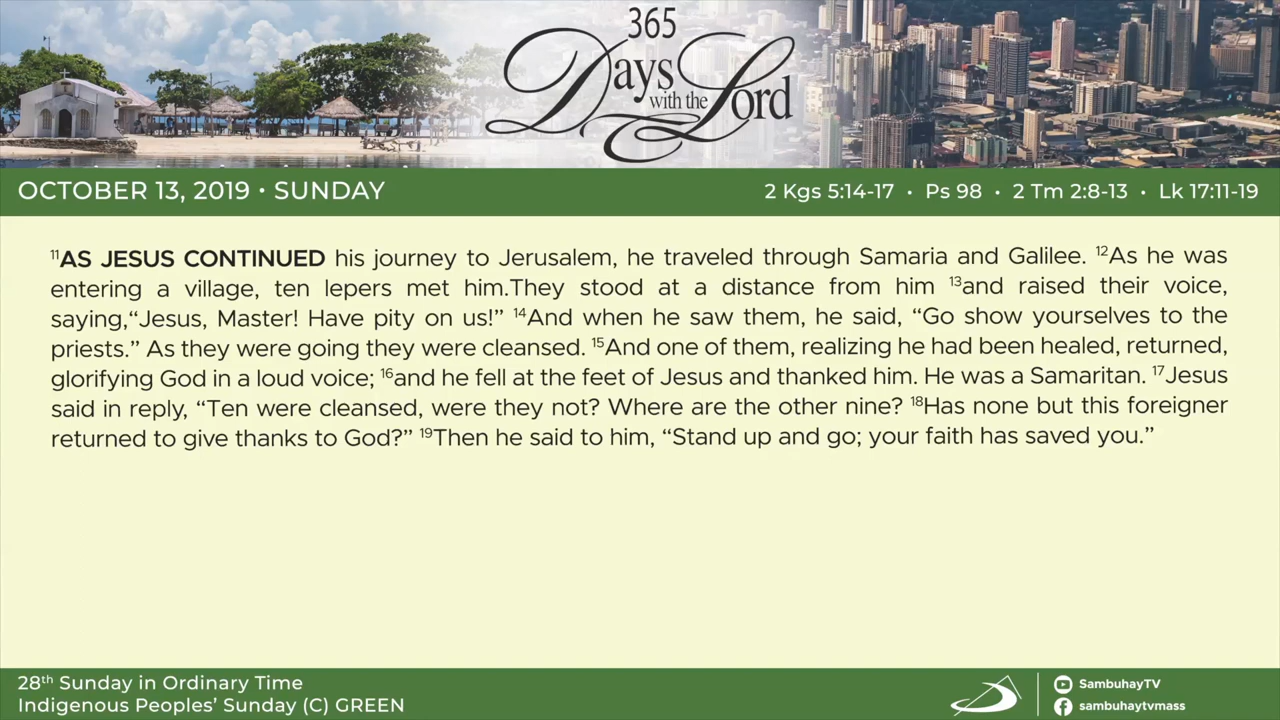 365
Days with the Lord
OCTOBER 13, 2019 • SUNDAY
2 Kgs 5:14-17 • Ps 98 • 2 Tm 2:8-13 • Lk 17:11-19
¹¹AS JESUS CONTINUED his journey to Jerusalem, he traveled through Samaria and Galilee. ¹²As he was
entering a village, ten lepers met him.They stood at a distance from him ¹³and raised their voice,
saying,“Jesus, Master! Have pity on us!” ¹⁴And when he saw them, he said, “Go show yourselves to the
priests.” As they were going they were cleansed. ¹⁵And one of them, realizing he had been healed, returned,
glorifying God in a loud voice; ¹⁶and he fell at the feet of Jesus and thanked him. He was a Samaritan. ¹⁷Jesus
said in reply, “Ten were cleansed, were they not? Where are the other nine? ¹⁸Has none but this foreigner
returned to give thanks to God?” ¹⁹Then he said to him, “Stand up and go; your faith has saved you.”
28ᵗʰ Sunday in Ordinary Time
Indigenous Peoples’ Sunday (C) GREEN
SambuhayTV
sambuhaytvmass